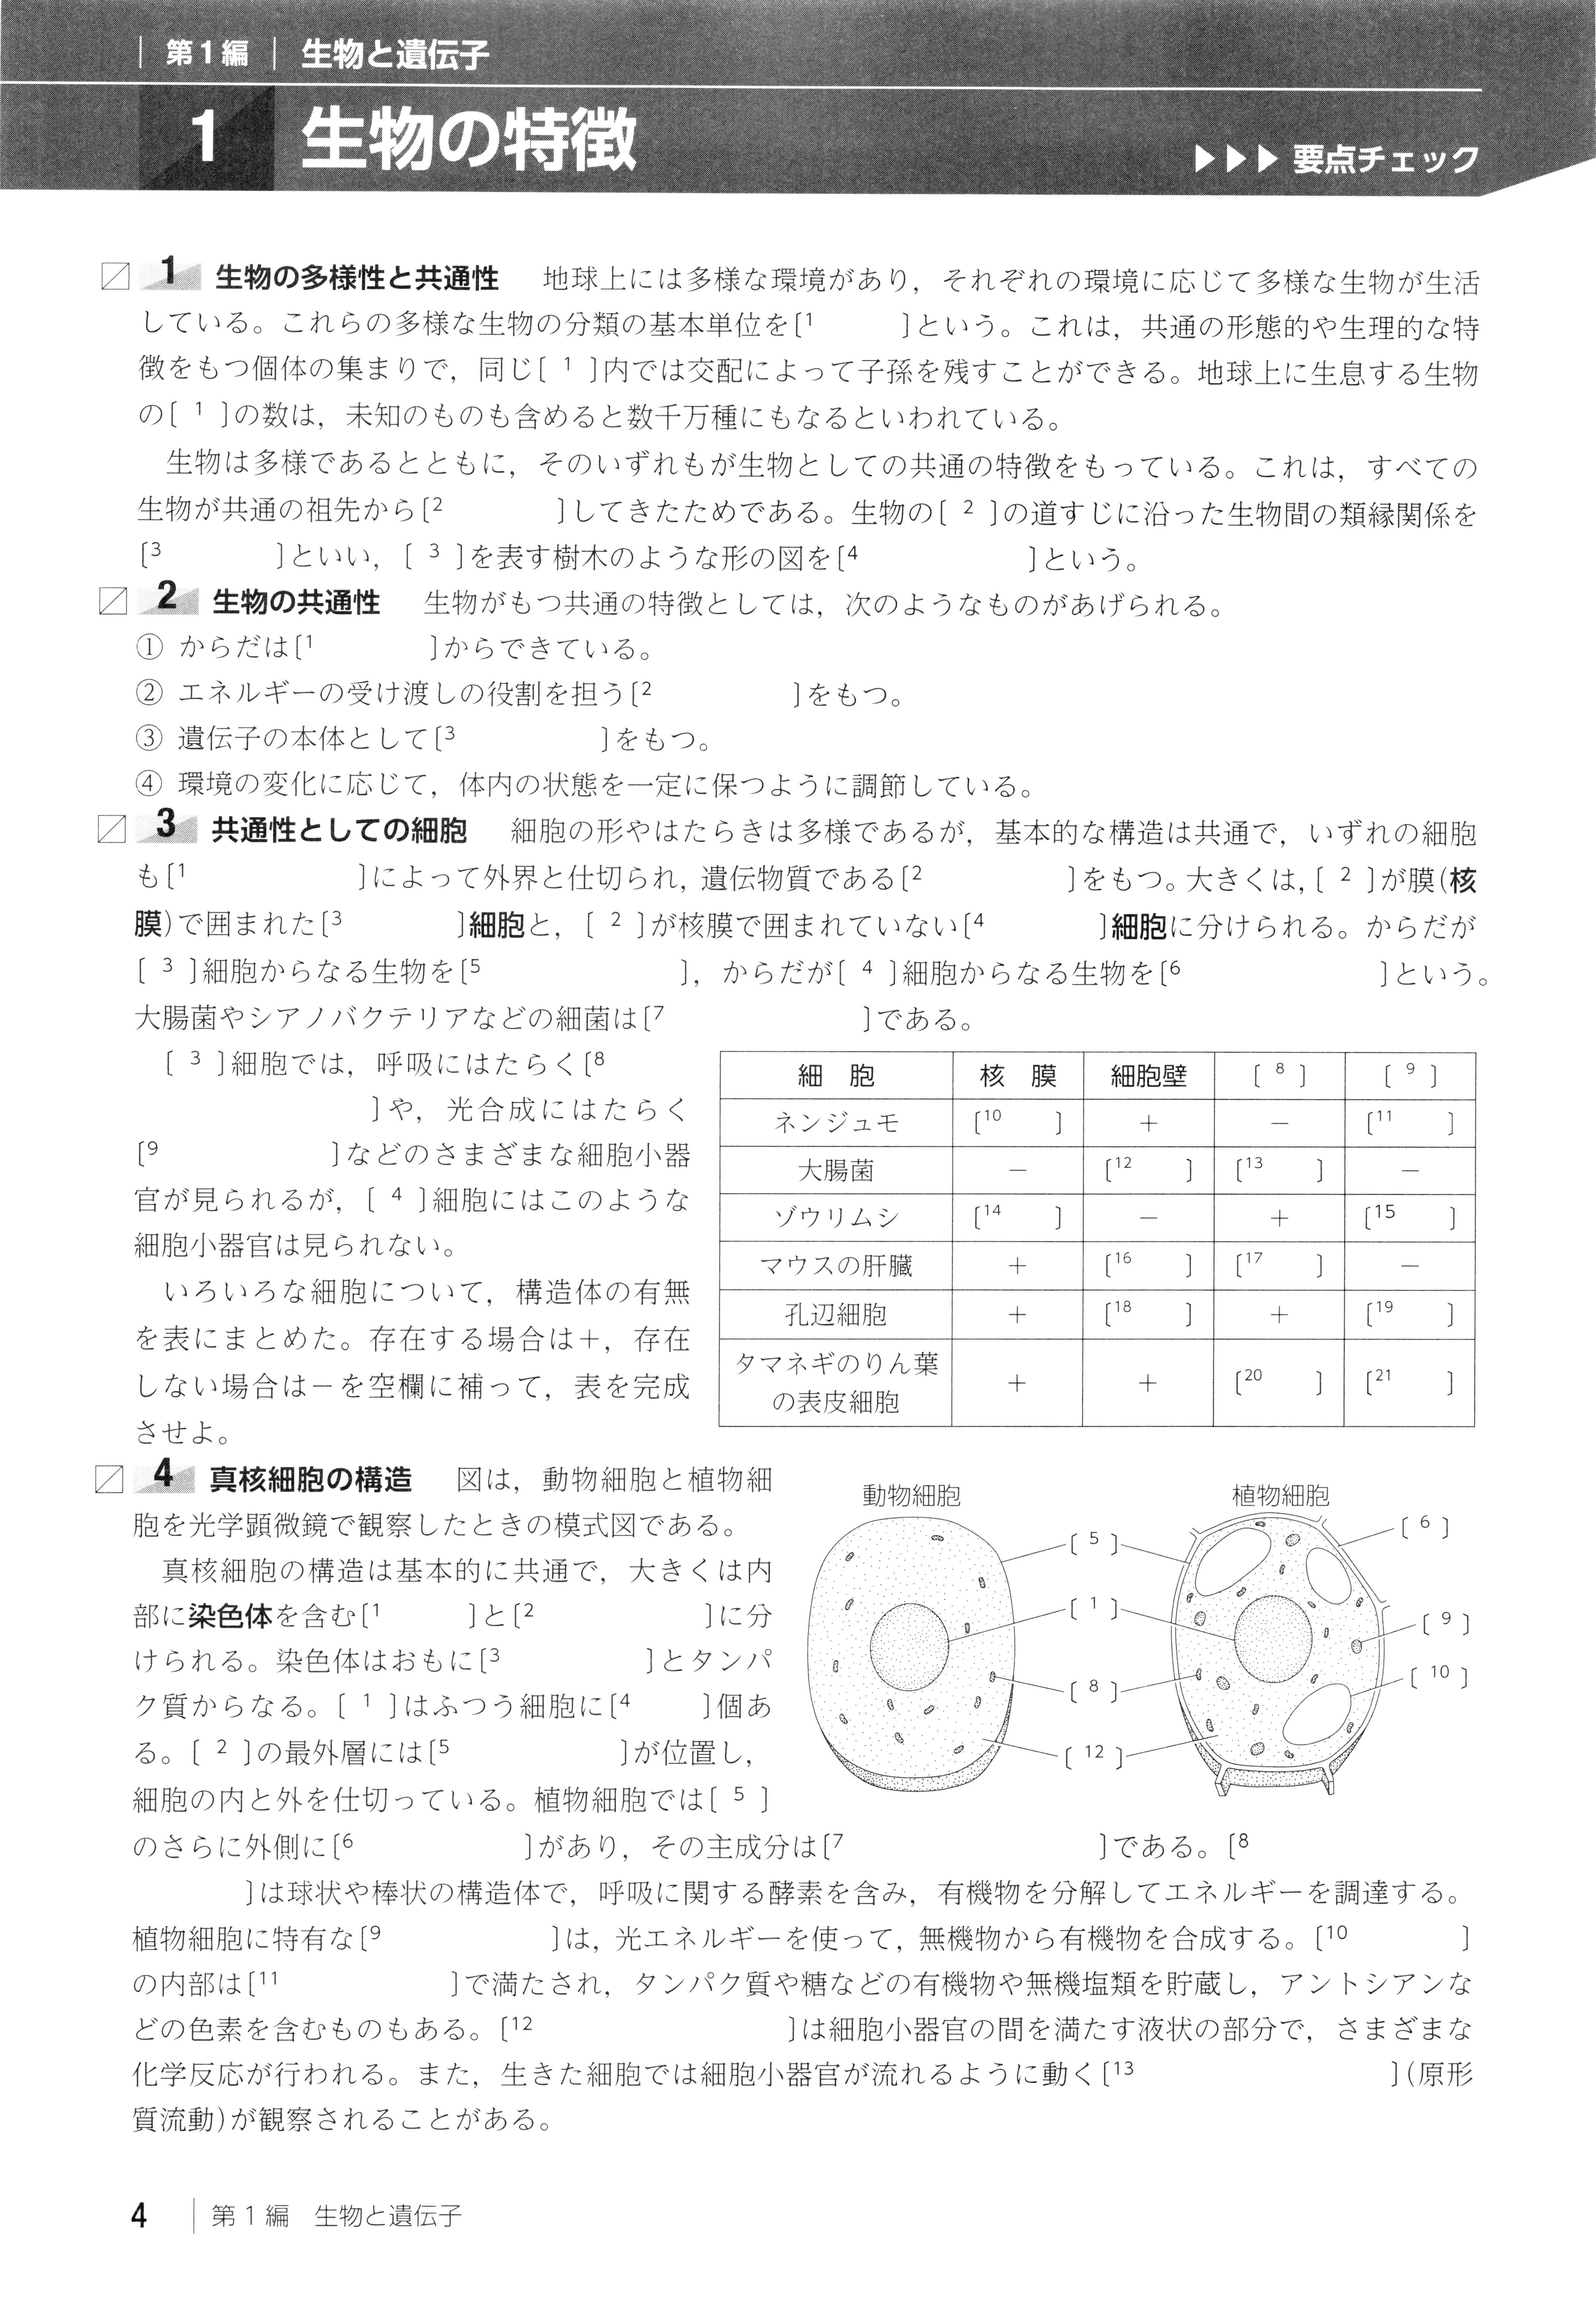 第1編 生物と遺伝子
1 生物の特徴
▶▶▶ 要点チェック
1 生物の多様性と共通性 地球上には多様な環境があり，それぞれの環境に応じて多様な生物が生活
している。これらの多様な生物の分類の基本単位を〔1 〕という。これは，共通の形態的や生理的な特
徴をもつ個体の集まりで，同じ〔 1 〕内では交配によって子孫を残すことができる。地球上に生息する生物
の〔 1 〕の数は，未知のものも含めると数千万種にもなるといわれている。
生物は多様であるとともに，そのいずれもが生物としての共通の特徴をもっている。これは，すべての
生物が共通の祖先から〔2 〕してきたためである。生物の〔 2 〕の道すじに沿った生物間の類縁関係を
〔3 〕といい，〔 3 〕を表す樹木のような形の図を〔4 〕という。
2 生物の共通性 生物がもつ共通の特徴としては，次のようなものがあげられる。
① からだは〔1 〕からできている。
② エネルギーの受け渡しの役割を担う〔2 〕をもつ。
③ 遺伝子の本体として〔3 〕をもつ。
④ 環境の変化に応じて，体内の状態を一定に保つように調節している。
3 共通性としての細胞 細胞の形やはたらきは多様であるが，基本的な構造は共通で，いずれの細胞
も〔1 〕によって外界と仕切られ，遺伝物質である〔2 〕をもつ。大きくは，〔 2 〕が膜(核
膜)で囲まれた〔3 〕細胞と，〔 2 〕が核膜で囲まれていない〔4 〕細胞に分けられる。からだが
〔 3 〕細胞からなる生物を〔5 〕，からだが〔 4 〕細胞からなる生物を〔6 〕という。
大腸菌やシアノバクテリアなどの細菌は〔7 〕である。
〔 3 〕細胞では，呼吸にはたらく〔8
〕や，光合成にはたらく
〔9 〕などのさまざまな細胞小器
官が見られるが，〔 4 〕細胞にはこのような
細胞小器官は見られない。
いろいろな細胞について，構造体の有無
を表にまとめた。存在する場合は＋，存在
しない場合は－を空欄に補って，表を完成
させよ。
細 胞 核 膜 細胞壁 〔 8 〕 〔 9 〕
ネンジュモ 〔10 〕 ＋ － 〔11 〕
大腸菌 － 〔12 〕 〔13 〕 －
ゾウリムシ 〔14 〕 － ＋ 〔15 〕
マウスの肝臓 ＋ 〔16 〕 〔17 〕 －
孔辺細胞 ＋ 〔18 〕 ＋ 〔19 〕
タマネギのりん葉
の表皮細胞 ＋ ＋ 〔20 〕 〔21 〕
4 真核細胞の構造 図は，動物細胞と植物細
胞を光学顕微鏡で観察したときの模式図である。
真核細胞の構造は基本的に共通で，大きくは内
部に染色体を含む〔1 〕と〔2 〕に分
けられる。染色体はおもに〔3 〕とタンパ
ク質からなる。〔 1 〕はふつう細胞に〔4 〕個あ
る。〔 2 〕の最外層には〔5 〕が位置し，
細胞の内と外を仕切っている。植物細胞では〔 5 〕
のさらに外側に〔6 〕があり，その主成分は〔7 〕である。〔8
〕は球状や棒状の構造体で，呼吸に関する酵素を含み，有機物を分解してエネルギーを調達する。
植物細胞に特有な〔9 〕は，光エネルギーを使って，無機物から有機物を合成する。〔10 〕
の内部は〔11 〕で満たされ，タンパク質や糖などの有機物や無機塩類を貯蔵し，アントシアンな
どの色素を含むものもある。〔12 〕は細胞小器官の間を満たす液状の部分で，さまざまな
化学反応が行われる。また，生きた細胞では細胞小器官が流れるように動く〔13 〕(原形
質流動)が観察されることがある。
動物細胞 植物細胞
〔 5 〕 〔 6 〕
〔 1 〕 〔 9 〕
〔 8 〕 〔 10 〕
〔 12 〕
4 第1編 生物と遺伝子